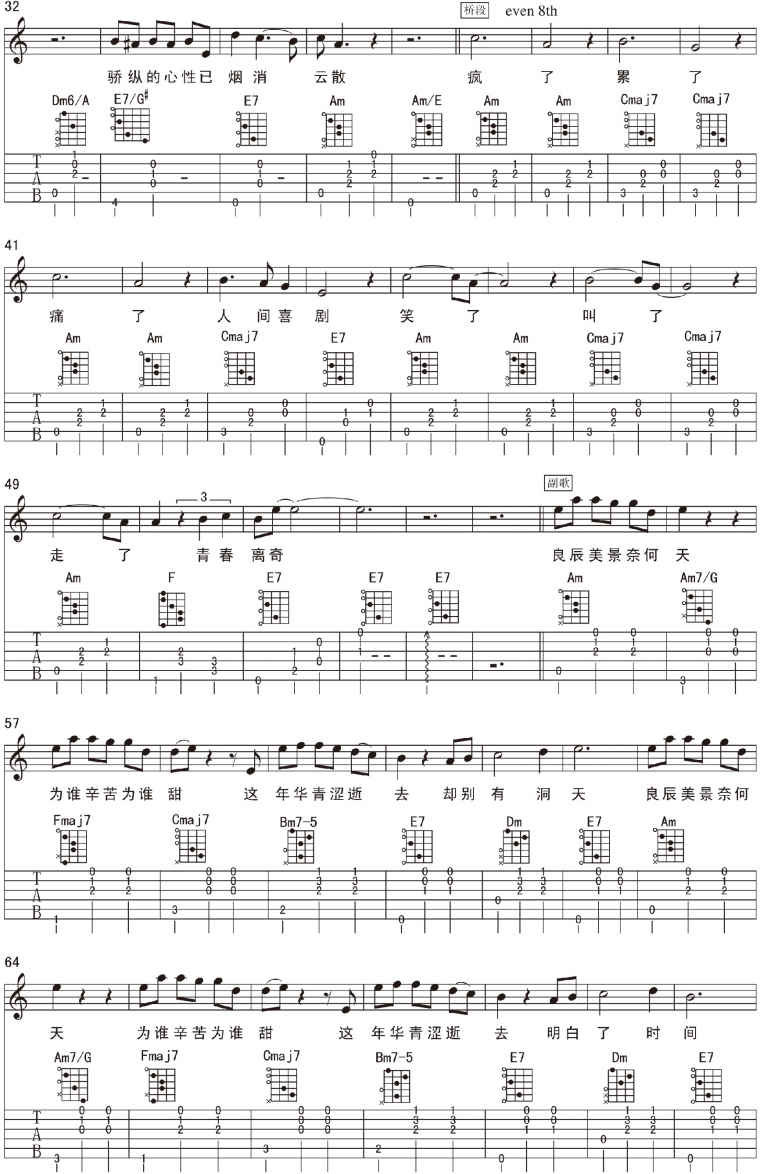 32 桥段 even 8th
骄纵的心性已 烟 消 云散 疯 了 累 了
Dm6/A E7/G# E7 Am Am/E Am Am Cmaj7 Cmaj7
41
痛 了 人 间 喜 剧 笑 了 叫 了
Am Am Cmaj7 E7 Am Am Cmaj7 Cmaj7
49 副歌
3
走 了 青 春 离奇 良辰美景奈何 天
Am F E7 E7 E7 Am Am7/G
57
为谁辛苦为谁 甜 这 年华青涩逝 去 却别 有 洞 天 良辰美景奈何
Fmaj7 Cmaj7 Bm7-5 E7 Dm E7 Am
64
天 为谁辛苦为谁 甜 这 年华青涩逝 去 明白 了 时 间
Am7/G Fmaj7 Cmaj7 Bm7-5 E7 Dm E7